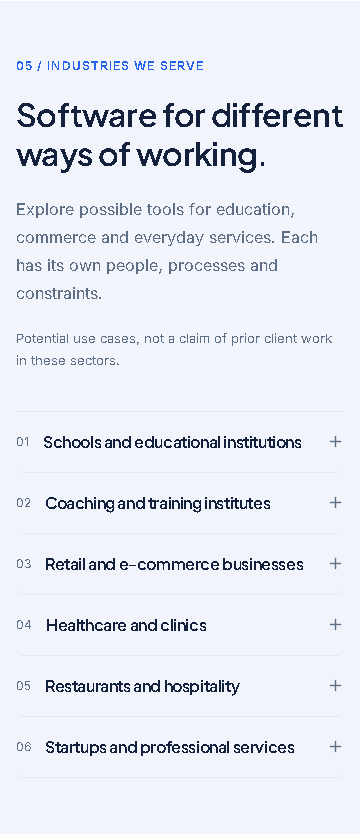 05 / INDUSTRIES WE SERVE
Software for different
ways of working.
Explore possible tools for education,
commerce and everyday services. Each
has its own people, processes and
constraints.
Potential use cases, not a claim of prior client work
in these sectors.
01 Schools and educational institutions +
02 Coaching and training institutes +
03 Retail and e-commerce businesses +
04 Healthcare and clinics +
05 Restaurants and hospitality +
06 Startups and professional services +